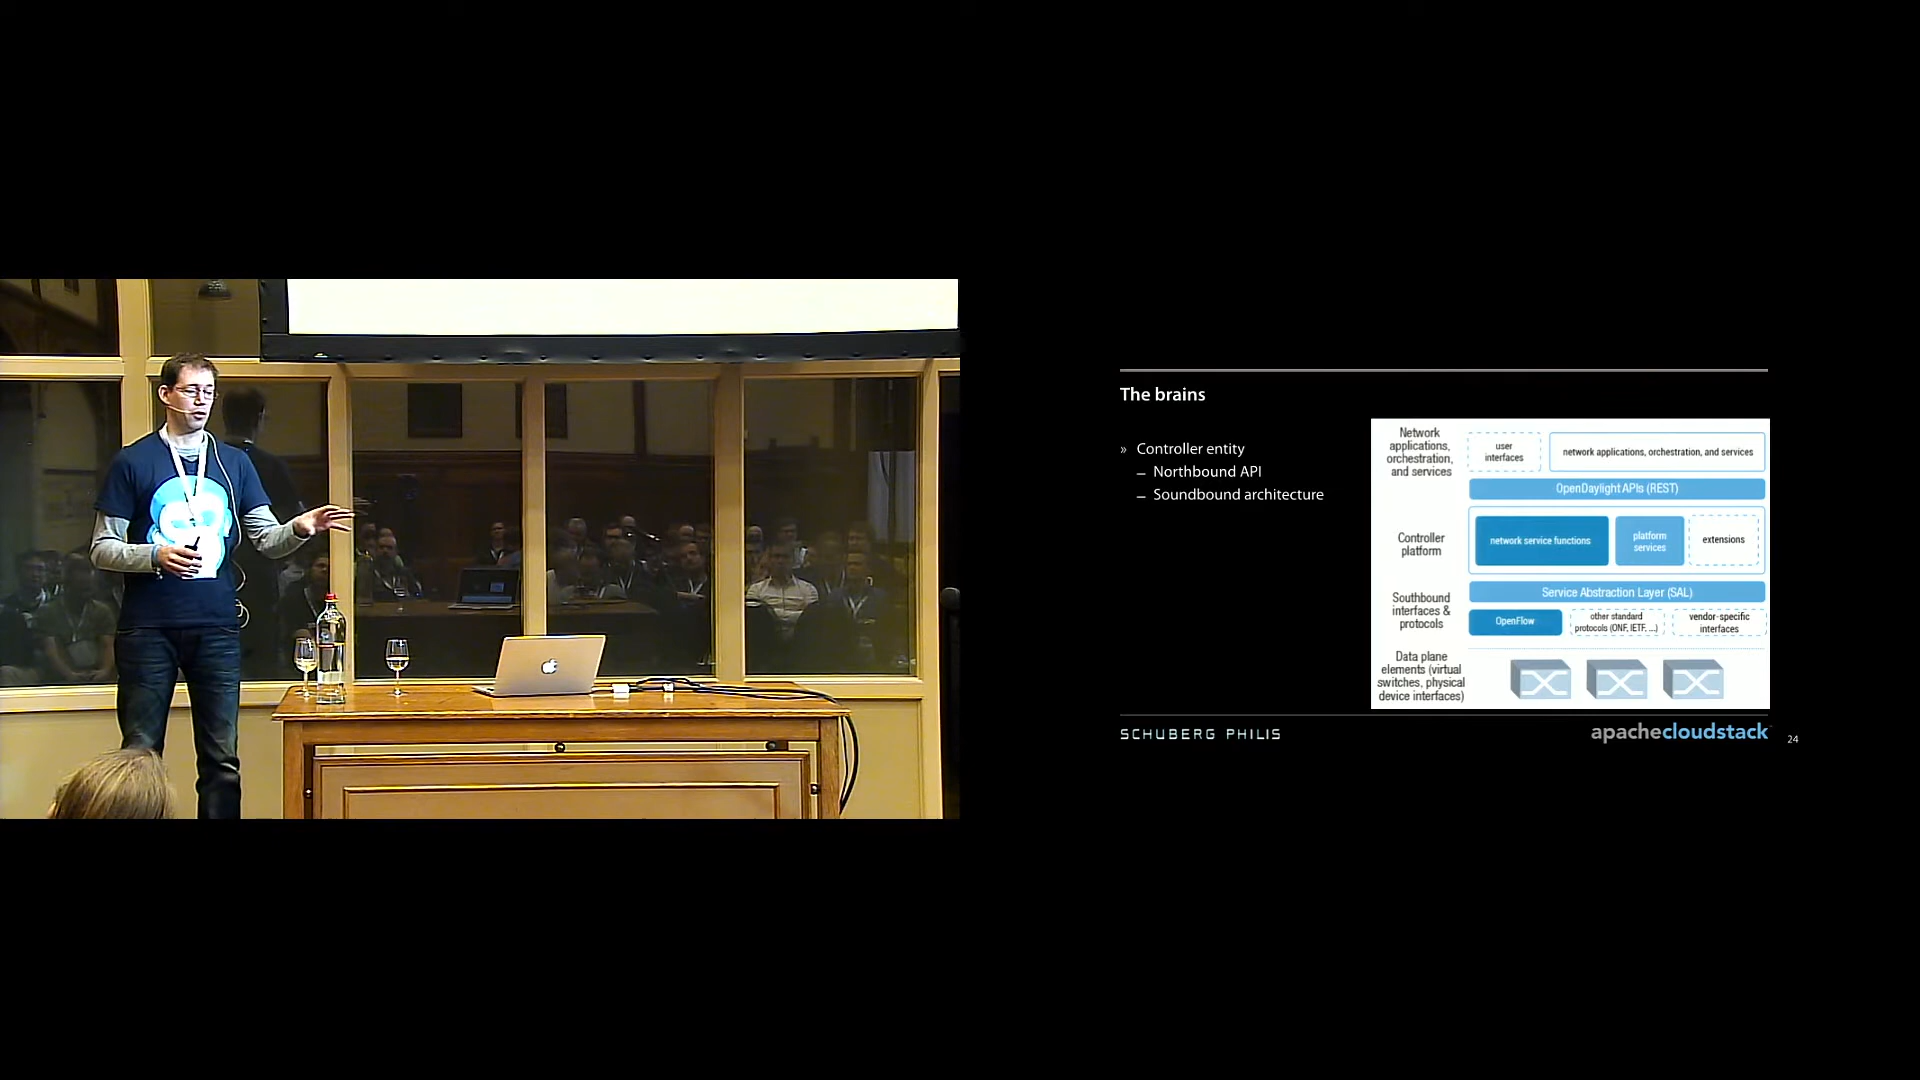 The brains
» Controller entity
– Northbound API
– Soundbound architecture
Network
applications,
orchestration,
and services
user
interfaces
network applications, orchestration, and services
OpenDaylight APIs (REST)
Controller
platform
network service functions
platform
services
extensions
Service Abstraction Layer (SAL)
Southbound
interfaces &
protocols
OpenFlow
other standard
protocols (ONF, IETF, ...)
vendor-specific
interfaces
Data plane
elements (virtual
switches, physical
device interfaces)
SCHUBERG PHILIS
apachecloudstack
24